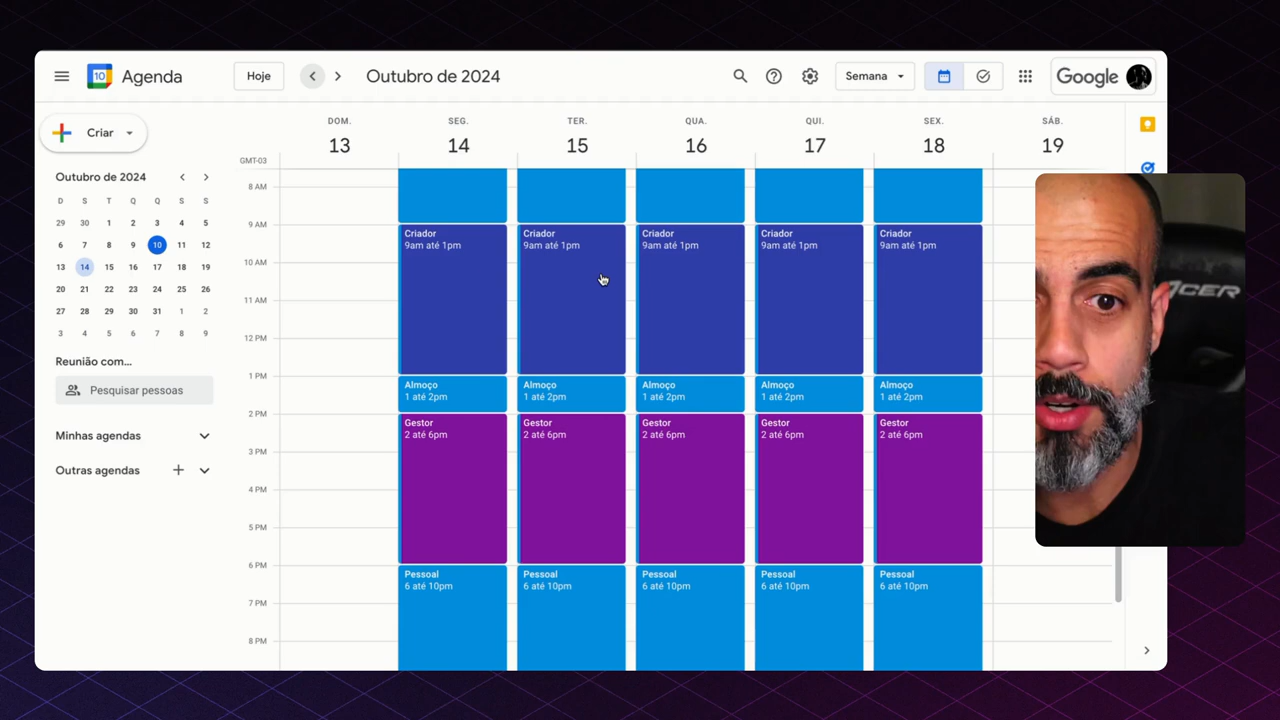 10 Agenda Hoje Outubro de 2024 Semana Google
Criar
DOM. SEG. TER. QUA. QUI. SEX. SÁB.
13 14 15 16 17 18 19
GMT-03
Outubro de 2024
D S T Q Q S S
29 30 1 2 3 4 5
6 7 8 9 10 11 12
13 14 15 16 17 18 19
20 21 22 23 24 25 26
27 28 29 30 31 1 2
3 4 5 6 7 8 9
Reunião com...
Pesquisar pessoas
Minhas agendas
Outras agendas
8 AM
9 AM
Criador Criador Criador Criador Criador
9am até 1pm 9am até 1pm 9am até 1pm 9am até 1pm 9am até 1pm
10 AM
11 AM
12 PM
1 PM
Almoço Almoço Almoço Almoço Almoço
1 até 2pm 1 até 2pm 1 até 2pm 1 até 2pm 1 até 2pm
2 PM
Gestor Gestor Gestor Gestor Gestor
2 até 6pm 2 até 6pm 2 até 6pm 2 até 6pm 2 até 6pm
3 PM
4 PM
5 PM
6 PM
Pessoal Pessoal Pessoal Pessoal Pessoal
6 até 10pm 6 até 10pm 6 até 10pm 6 até 10pm 6 até 10pm
7 PM
8 PM
ACER